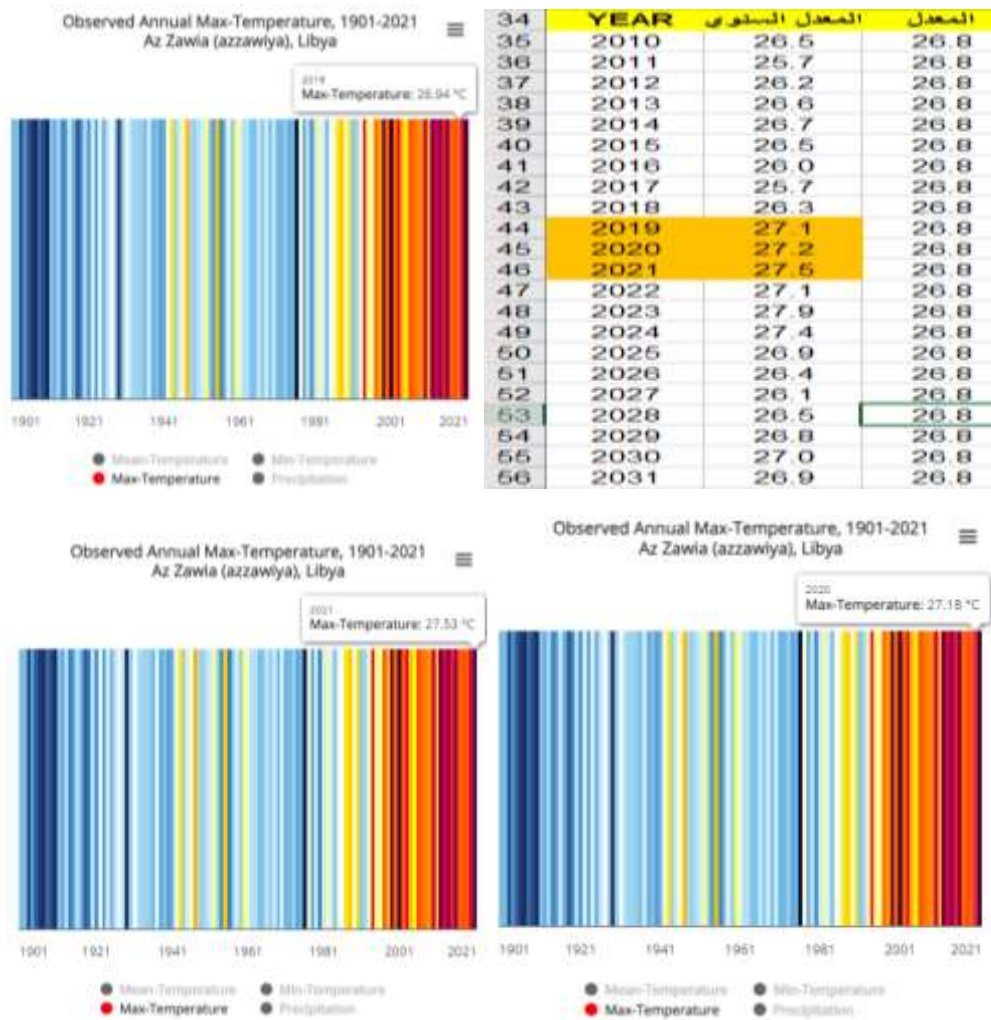 Observed Annual Max-Temperature, 1901-2021
Az Zawia (azzawiya), Libya
2019
Max-Temperature: 26.94 °C
1901 1921 1941 1961 1981 2001 2021
Mean-Temperature Min-Temperature
Max-Temperature Precipitation
34 YEAR المعدل السنوي المعدل
35 2010 26.5 26.8
36 2011 25.7 26.8
37 2012 26.2 26.8
38 2013 26.6 26.8
39 2014 26.7 26.8
40 2015 26.5 26.8
41 2016 26.0 26.8
42 2017 25.7 26.8
43 2018 26.3 26.8
44 2019 27.1 26.8
45 2020 27.2 26.8
46 2021 27.5 26.8
47 2022 27.1 26.8
48 2023 27.9 26.8
49 2024 27.4 26.8
50 2025 26.9 26.8
51 2026 26.4 26.8
52 2027 26.1 26.8
53 2028 26.5 26.8
54 2029 26.8 26.8
55 2030 27.0 26.8
56 2031 26.9 26.8
Observed Annual Max-Temperature, 1901-2021
Az Zawia (azzawiya), Libya
2021
Max-Temperature: 27.53 °C
1901 1921 1941 1961 1981 2001 2021
Mean-Temperature Min-Temperature
Max-Temperature Precipitation
Observed Annual Max-Temperature, 1901-2021
Az Zawia (azzawiya), Libya
2020
Max-Temperature: 27.18 °C
1901 1921 1941 1961 1981 2001 2021
Mean-Temperature Min-Temperature
Max-Temperature Precipitation